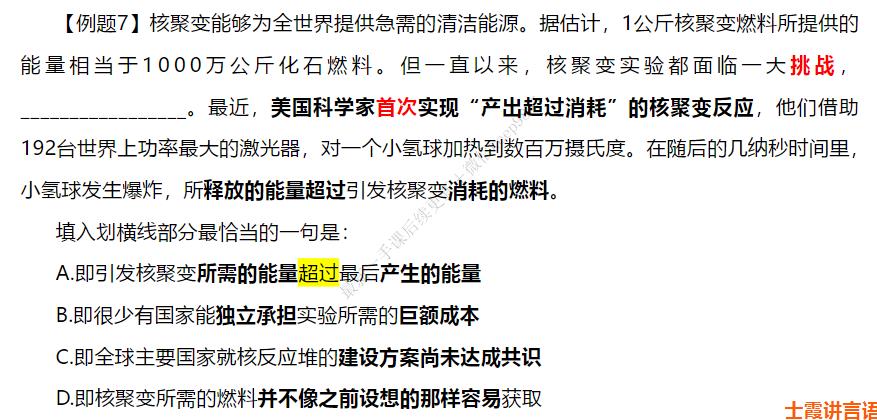 【例题7】核聚变能够为全世界提供急需的清洁能源。据估计，1公斤核聚变燃料所提供的
能量相当于1000万公斤化石燃料。但一直以来，核聚变实验都面临一大挑战，
_________________。最近，美国科学家首次实现“产出超过消耗”的核聚变反应，他们借助
192台世界上功率最大的激光器，对一个小氢球加热到数百万摄氏度。在随后的几纳秒时间里，
小氢球发生爆炸，所释放的能量超过引发核聚变消耗的燃料。
填入划横线部分最恰当的一句是：
A.即引发核聚变所需的能量超过最后产生的能量
B.即很少有国家能独立承担实验所需的巨额成本
C.即全球主要国家就核反应堆的建设方案尚未达成共识
D.即核聚变所需的燃料并不像之前设想的那样容易获取
士霞讲言语